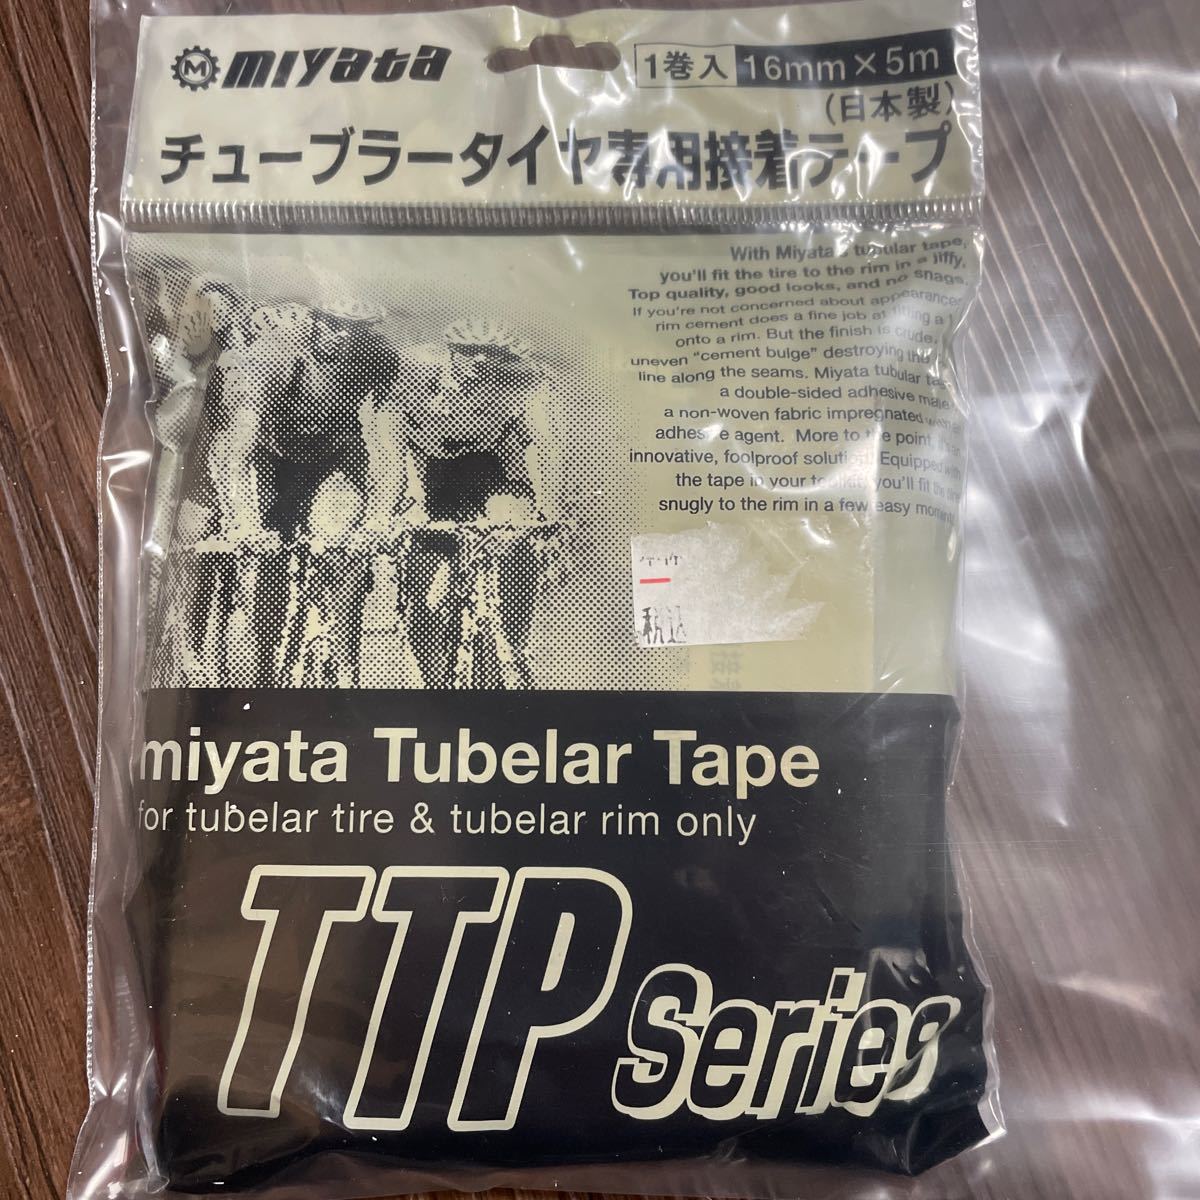 miyata
1巻入 16mm×5m
(日本製)
チューブラータイヤ専用接着テープ
With Miyata's tubular tape,
you'll fit the tire to the rim in a jiffy.
Top quality, good looks, and no snags.
If you're not concerned about appearances
rim cement does a fine job at fitting a
onto a rim. But the finish is crude,
uneven "cement bulge" destroying the
line along the seams. Miyata tubular
a double-sided adhesive made
a non-woven fabric impregnated
adhesive agent. More to the point,
innovative, foolproof solution! Equipped with
the tape in your toolkit, you'll fit the
snugly to the rim in a few easy moments
税込
miyata Tubelar Tape
for tubelar tire & tubelar rim only
TTP Series